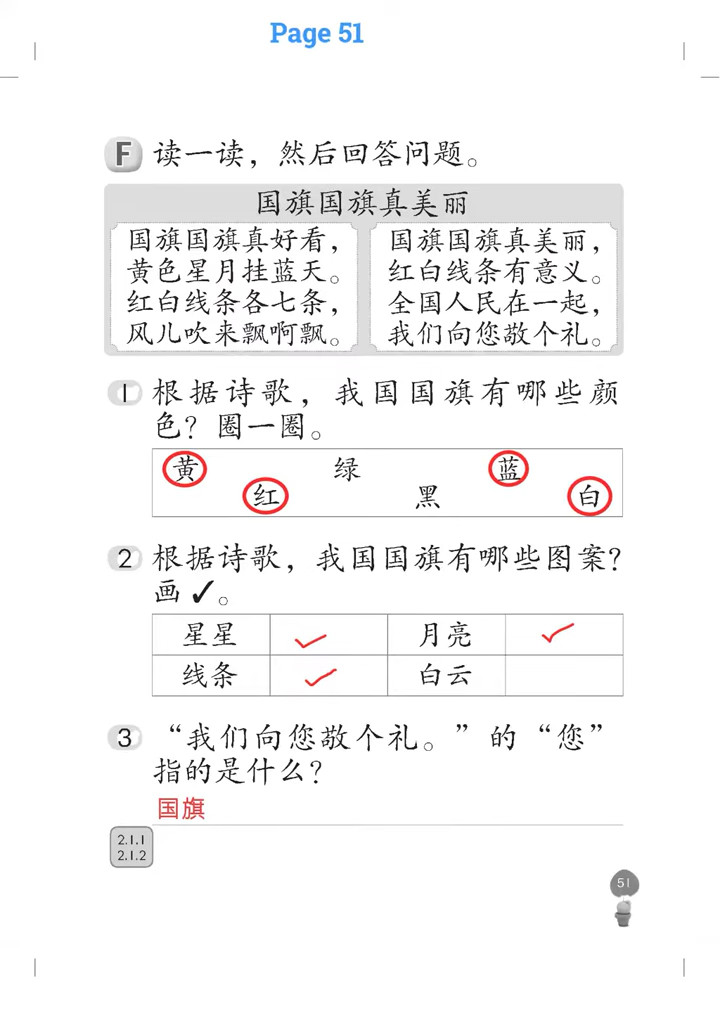 Page 51
F 读一读，然后回答问题。
国旗国旗真美丽
国旗国旗真好看，
黄色星月挂蓝天。
红白线条各七条，
风儿吹来飘啊飘。
国旗国旗真美丽，
红白线条有意义。
全国人民在一起，
我们向您敬个礼。
1 根据诗歌，我国国旗有哪些颜
色？圈一圈。
黄 绿 蓝
红 黑 白
2 根据诗歌，我国国旗有哪些图案？
画 ✓。
星星 ✓ 月亮 ✓
线条 ✓ 白云
3 “我们向您敬个礼。”的“您”
指的是什么？
国旗
2.1.1
2.1.2
51